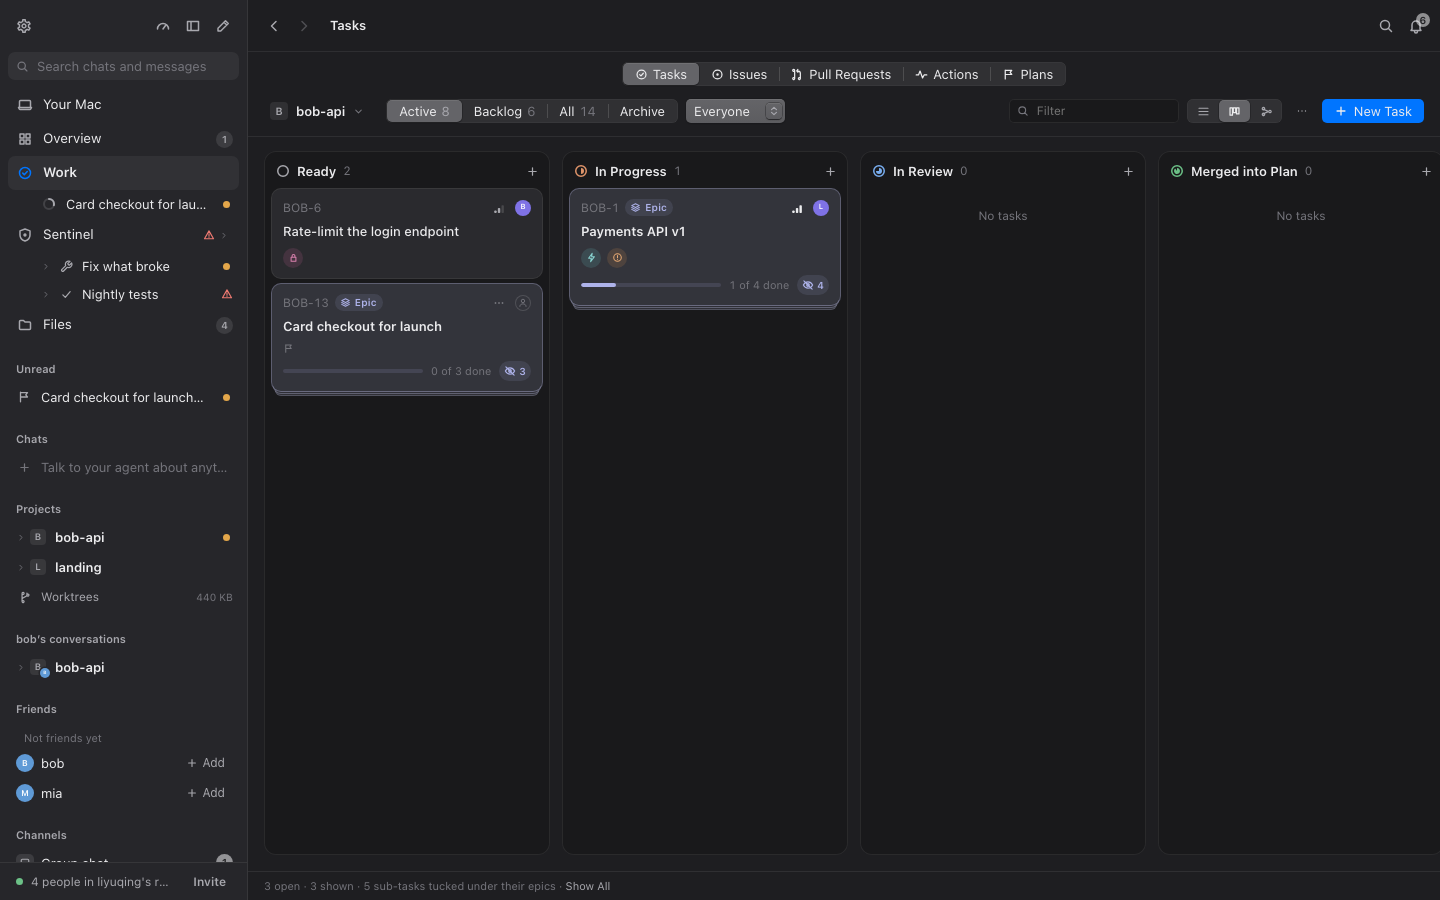 Tasks
6
Search chats and messages
Your Mac
Overview 1
Work
Card checkout for lau...
Sentinel
Fix what broke
Nightly tests
Files 4
Unread
Card checkout for launch...
Chats
Talk to your agent about anyt...
Projects
B bob-api
L landing
Worktrees 440 KB
bob's conversations
B bob-api
Friends
Not friends yet
B bob Add
M mia Add
Channels
4 people in liyuqing's r... Invite
Tasks Issues Pull Requests Actions Plans
B bob-api Active 8 Backlog 6 All 14 Archive Everyone Filter New Task
Ready 2
BOB-6 B
Rate-limit the login endpoint
BOB-13 Epic
Card checkout for launch
0 of 3 done 3
In Progress 1
BOB-1 Epic L
Payments API v1
1 of 4 done 4
In Review 0
No tasks
Merged into Plan 0
No tasks
3 open · 3 shown · 5 sub-tasks tucked under their epics · Show All